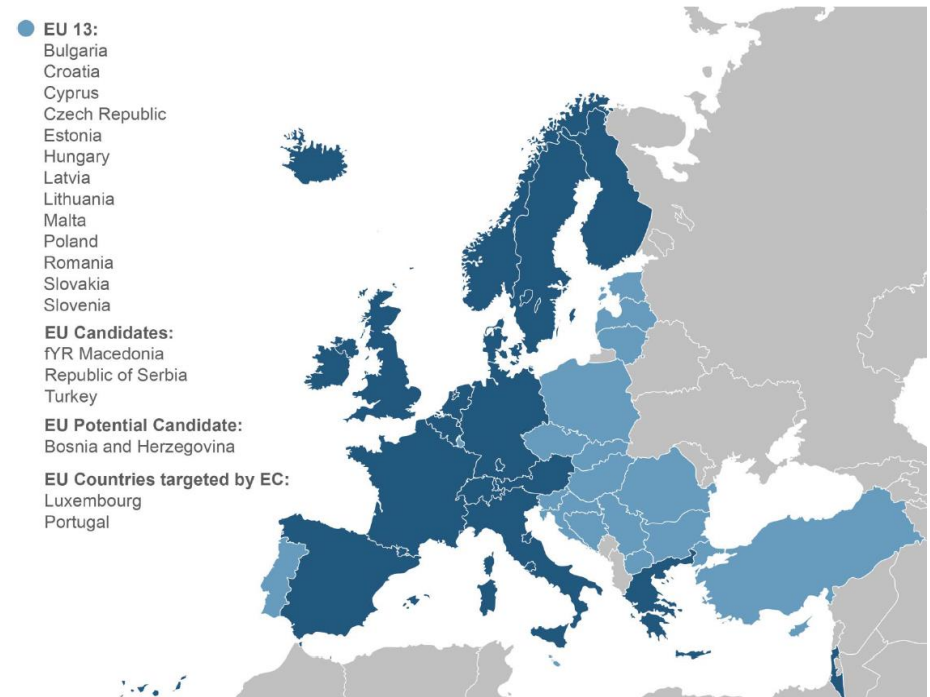 EU 13:
Bulgaria
Croatia
Cyprus
Czech Republic
Estonia
Hungary
Latvia
Lithuania
Malta
Poland
Romania
Slovakia
Slovenia
EU Candidates:
fYR Macedonia
Republic of Serbia
Turkey
EU Potential Candidate:
Bosnia and Herzegovina
EU Countries targeted by EC:
Luxembourg
Portugal